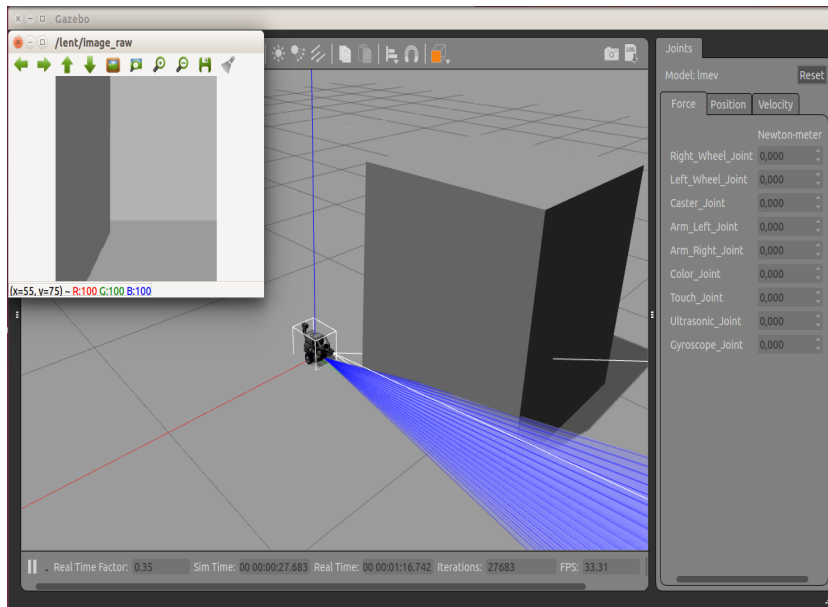 Gazebo
/lent/image_raw
(x=55, y=75) ~ R:100 G:100 B:100
LOG
Joints
Model: lmev Reset
Force Position Velocity
Newton-meter
Right_Wheel_Joint 0,000
Left_Wheel_Joint 0,000
Caster_Joint 0,000
Arm_Left_Joint 0,000
Arm_Right_Joint 0,000
Color_Joint 0,000
Touch_Joint 0,000
Ultrasonic_Joint 0,000
Gyroscope_Joint 0,000
Real Time Factor: 0.35 Sim Time: 00 00:00:27.683 Real Time: 00 00:01:16.742 Iterations: 27683 FPS: 33.31